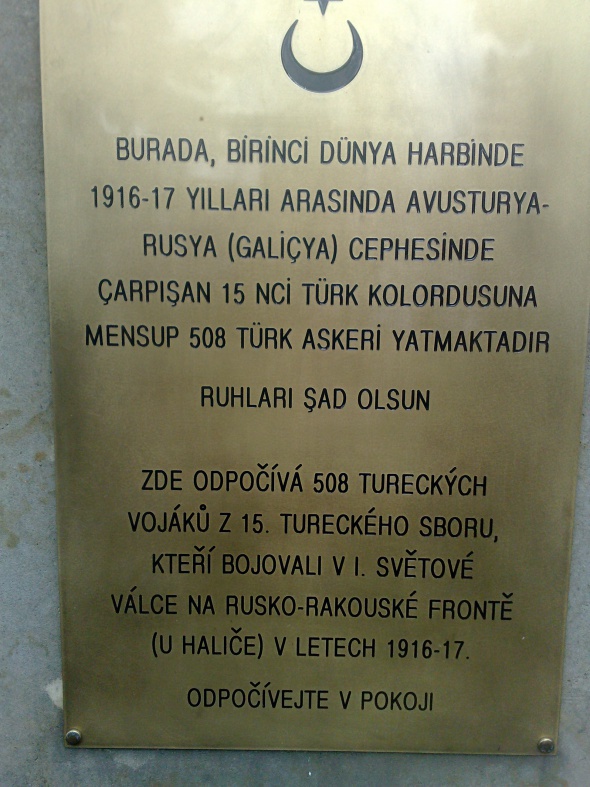 BURADA, BİRİNCİ DÜNYA HARBİNDE
1916-17 YILLARI ARASINDA AVUSTURYA-
RUSYA (GALİÇYA) CEPHESİNDE
ÇARPIŞAN 15 NCİ TÜRK KOLORDUSUNA
MENSUP 508 TÜRK ASKERİ YATMAKTADIR
RUHLARI ŞAD OLSUN
ZDE ODPOČÍVÁ 508 TURECKÝCH
VOJÁKŮ Z 15. TURECKÉHO SBORU,
KTEŘÍ BOJOVALI V I. SVĚTOVÉ
VÁLCE NA RUSKO-RAKOUSKÉ FRONTĚ
(U HALIČE) V LETECH 1916-17.
ODPOČÍVEJTE V POKOJI